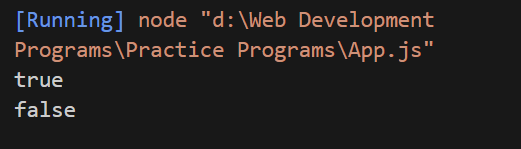 [Running] node "d:\Web Development
Programs\Practice Programs\App.js"
true
false